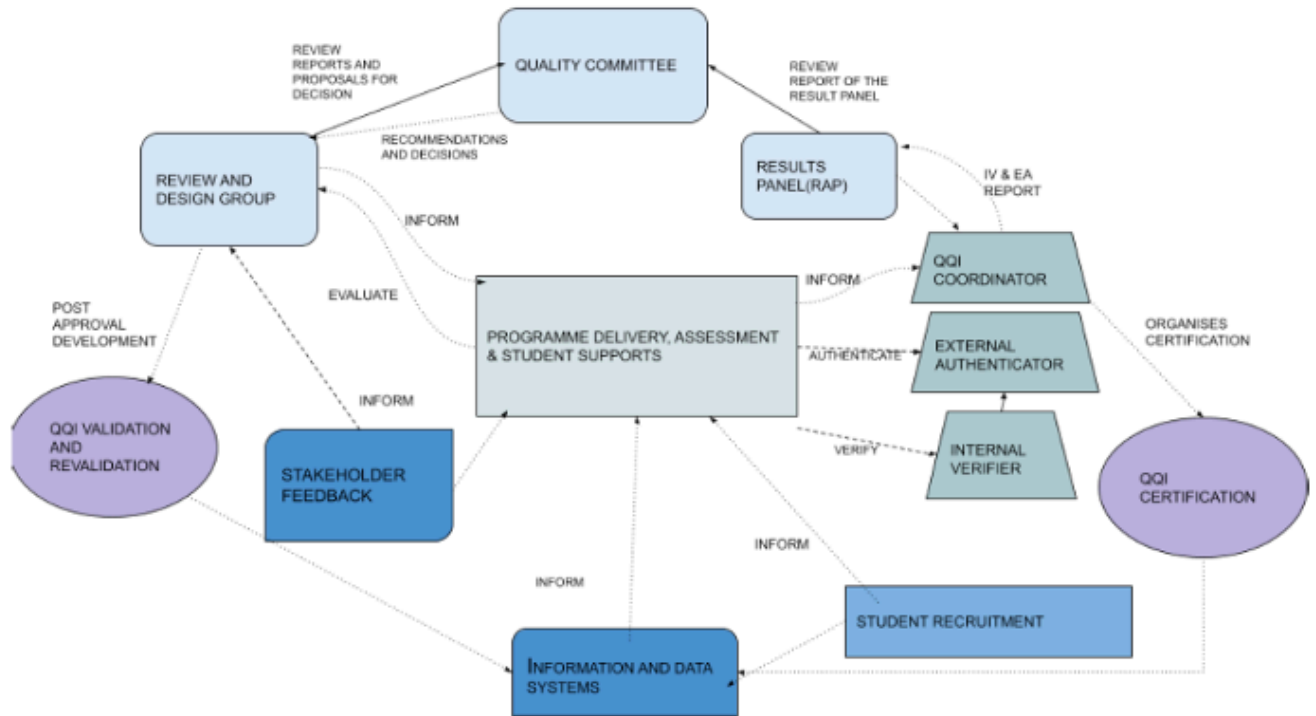 REVIEW
REPORTS AND
PROPOSALS FOR
DECISION
QUALITY COMMITTEE
REVIEW
REPORT OF THE
RESULT PANEL
RECOMMENDATIONS
AND DECISIONS
REVIEW AND
DESIGN GROUP
RESULTS
PANEL(RAP)
IV & EA
REPORT
INFORM
QQI
COORDINATOR
INFORM
EVALUATE
POST
APPROVAL
DEVELOPMENT
PROGRAMME DELIVERY, ASSESSMENT
& STUDENT SUPPORTS
AUTHENTICATE
EXTERNAL
AUTHENTICATOR
ORGANISES
CERTIFICATION
INFORM
QQI VALIDATION
AND
REVALIDATION
STAKEHOLDER
FEEDBACK
VERIFY
INTERNAL
VERIFIER
QQI
CERTIFICATION
INFORM
INFORM
STUDENT RECRUITMENT
INFORMATION AND DATA
SYSTEMS